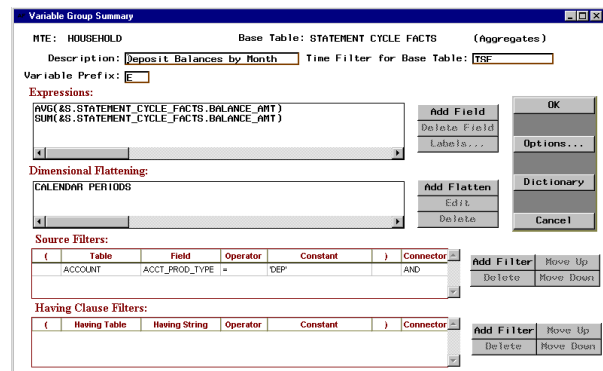 Variable Group Summary
MTE: HOUSEHOLD Base Table: STATEMENT CYCLE FACTS (Aggregates)
Description: Deposit Balances by Month Time Filter for Base Table: TSF
Variable Prefix: E
Expressions:
AVG(&S.STATEMENT_CYCLE_FACTS.BALANCE_AMT)
SUM(&S.STATEMENT_CYCLE_FACTS.BALANCE_AMT)
Add Field
Delete Field
Labels...
OK
Options...
Dictionary
Cancel
Dimensional Flattening:
CALENDAR PERIODS
Add Flatten
Edit
Delete
Source Filters:
( Table Field Operator Constant ) Connector
ACCOUNT ACCT_PROD_TYPE = 'DEP' AND
Add Filter Move Up
Delete Move Down
Having Clause Filters:
( Having Table Having String Operator Constant ) Connector
Add Filter Move Up
Delete Move Down